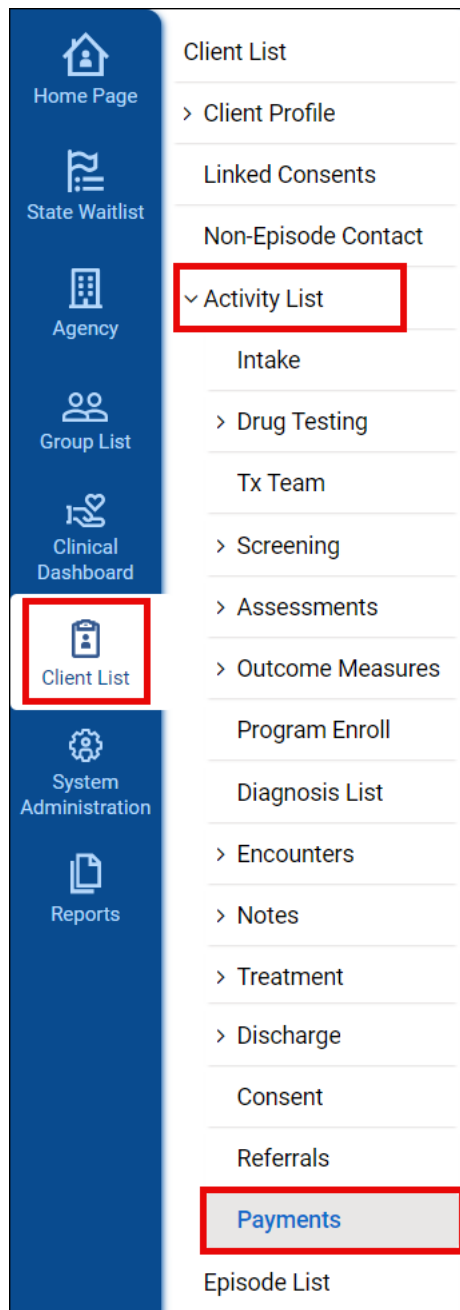 Home Page
State Waitlist
Agency
Group List
Clinical
Dashboard
Client List
System
Administration
Reports
Client List
Client Profile
Linked Consents
Non-Episode Contact
Activity List
Intake
Drug Testing
Tx Team
Screening
Assessments
Outcome Measures
Program Enroll
Diagnosis List
Encounters
Notes
Treatment
Discharge
Consent
Referrals
Payments
Episode List